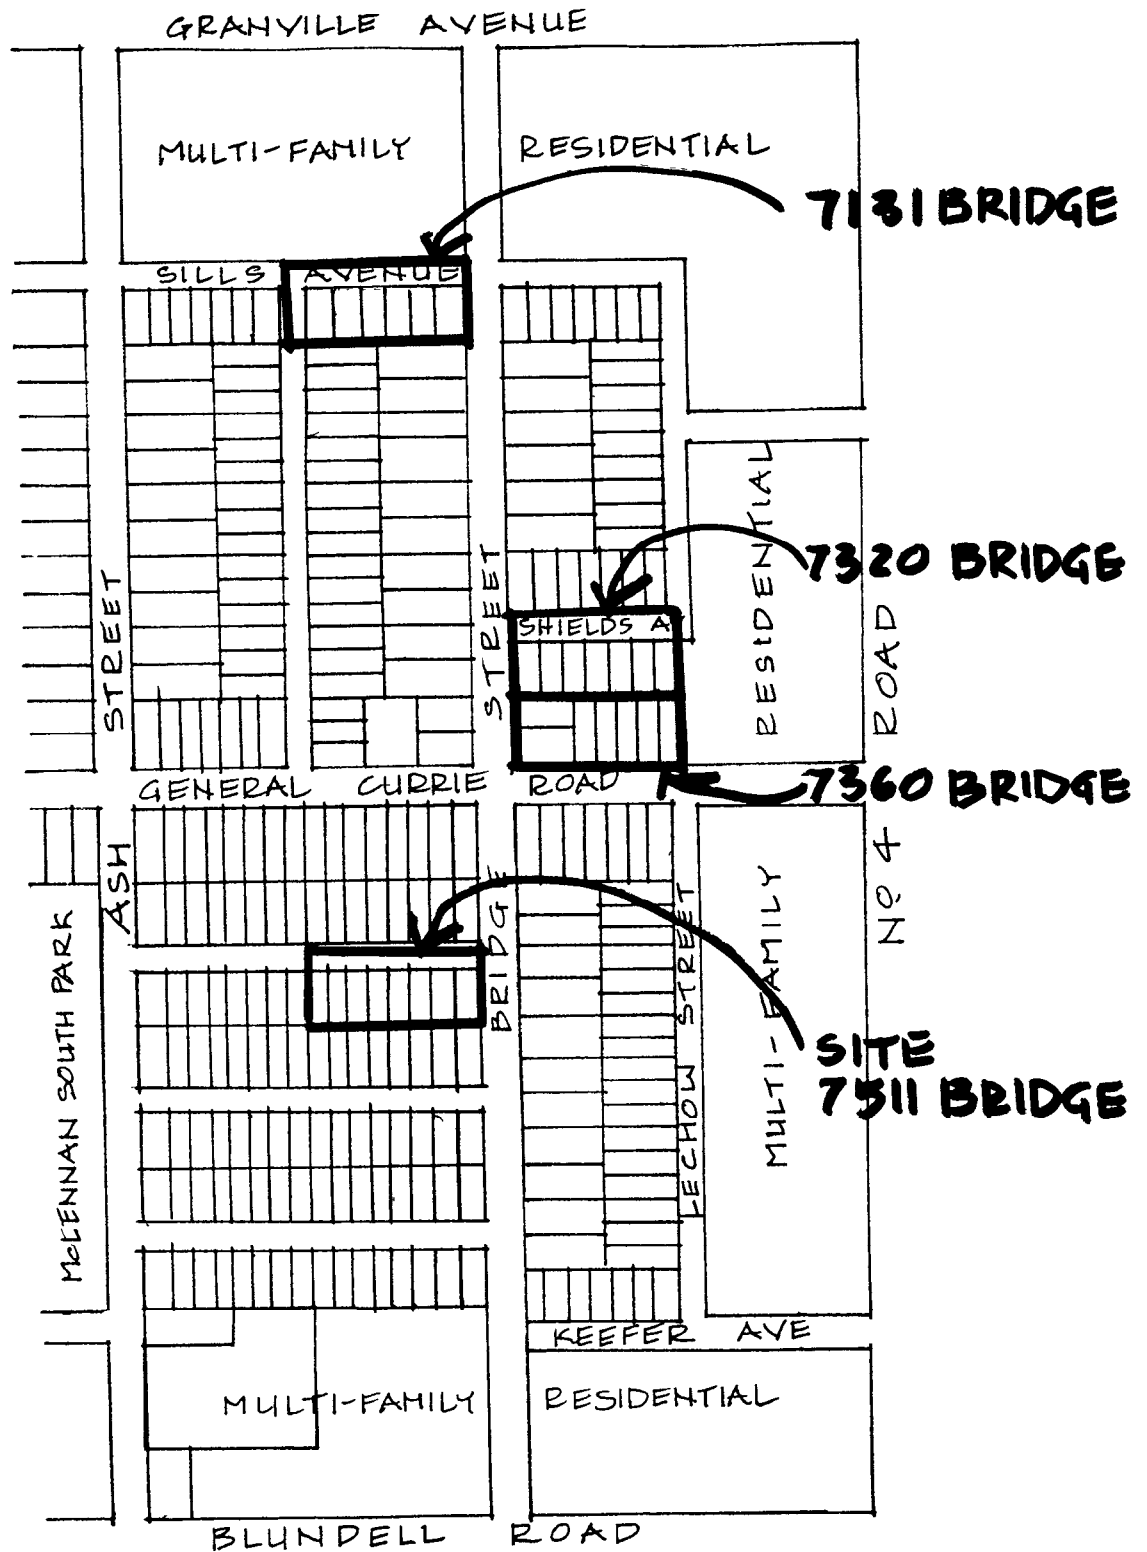 GRANVILLE AVENUE
MULTI-FAMILY RESIDENTIAL
7131 BRIDGE
SILLS AVENUE
RESIDENTIAL
7320 BRIDGE
SHIELDS A
STREET
STREET
ROAD
GENERAL CURRIE ROAD
7360 BRIDGE
ASH
BRIDGE
No 4
McLENNAN SOUTH PARK
LECHOW STREET
MULTI-FAMILY
SITE
7511 BRIDGE
KEEFER AVE
MULTI-FAMILY RESIDENTIAL
BLUNDELL ROAD